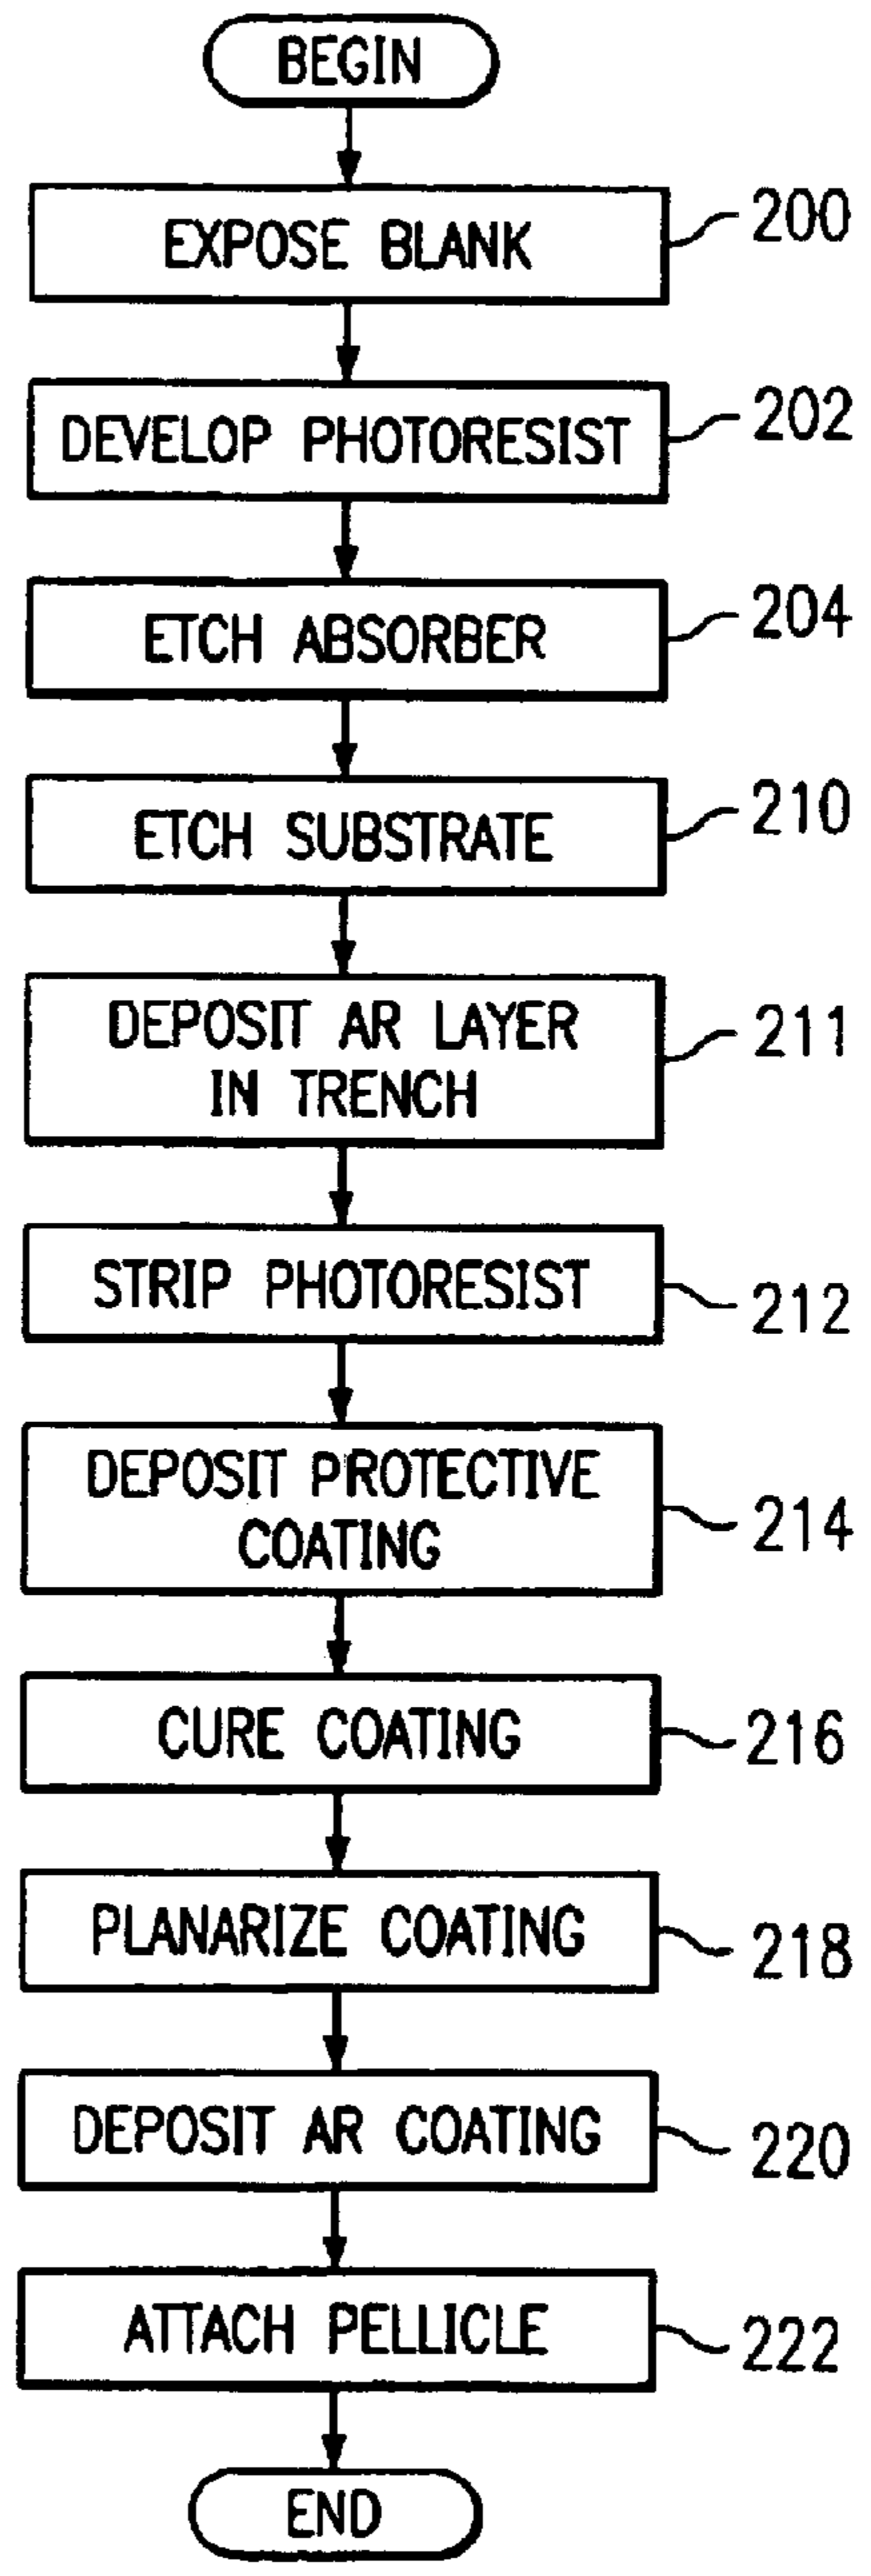 BEGIN
EXPOSE BLANK
200
DEVELOP PHOTORESIST
202
ETCH ABSORBER
204
ETCH SUBSTRATE
210
DEPOSIT AR LAYER
IN TRENCH
211
STRIP PHOTORESIST
212
DEPOSIT PROTECTIVE
COATING
214
CURE COATING
216
PLANARIZE COATING
218
DEPOSIT AR COATING
220
ATTACH PELLICLE
222
END